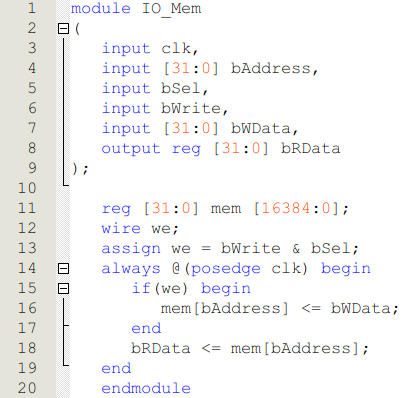 1 module IO_Mem
2 (
3 input clk,
4 input [31:0] bAddress,
5 input bSel,
6 input bWrite,
7 input [31:0] bWData,
8 output reg [31:0] bRData
9 );
10
11 reg [31:0] mem [16384:0];
12 wire we;
13 assign we = bWrite & bSel;
14 always @(posedge clk) begin
15 if(we) begin
16 mem[bAddress] <= bWData;
17 end
18 bRData <= mem[bAddress];
19 end
20 endmodule